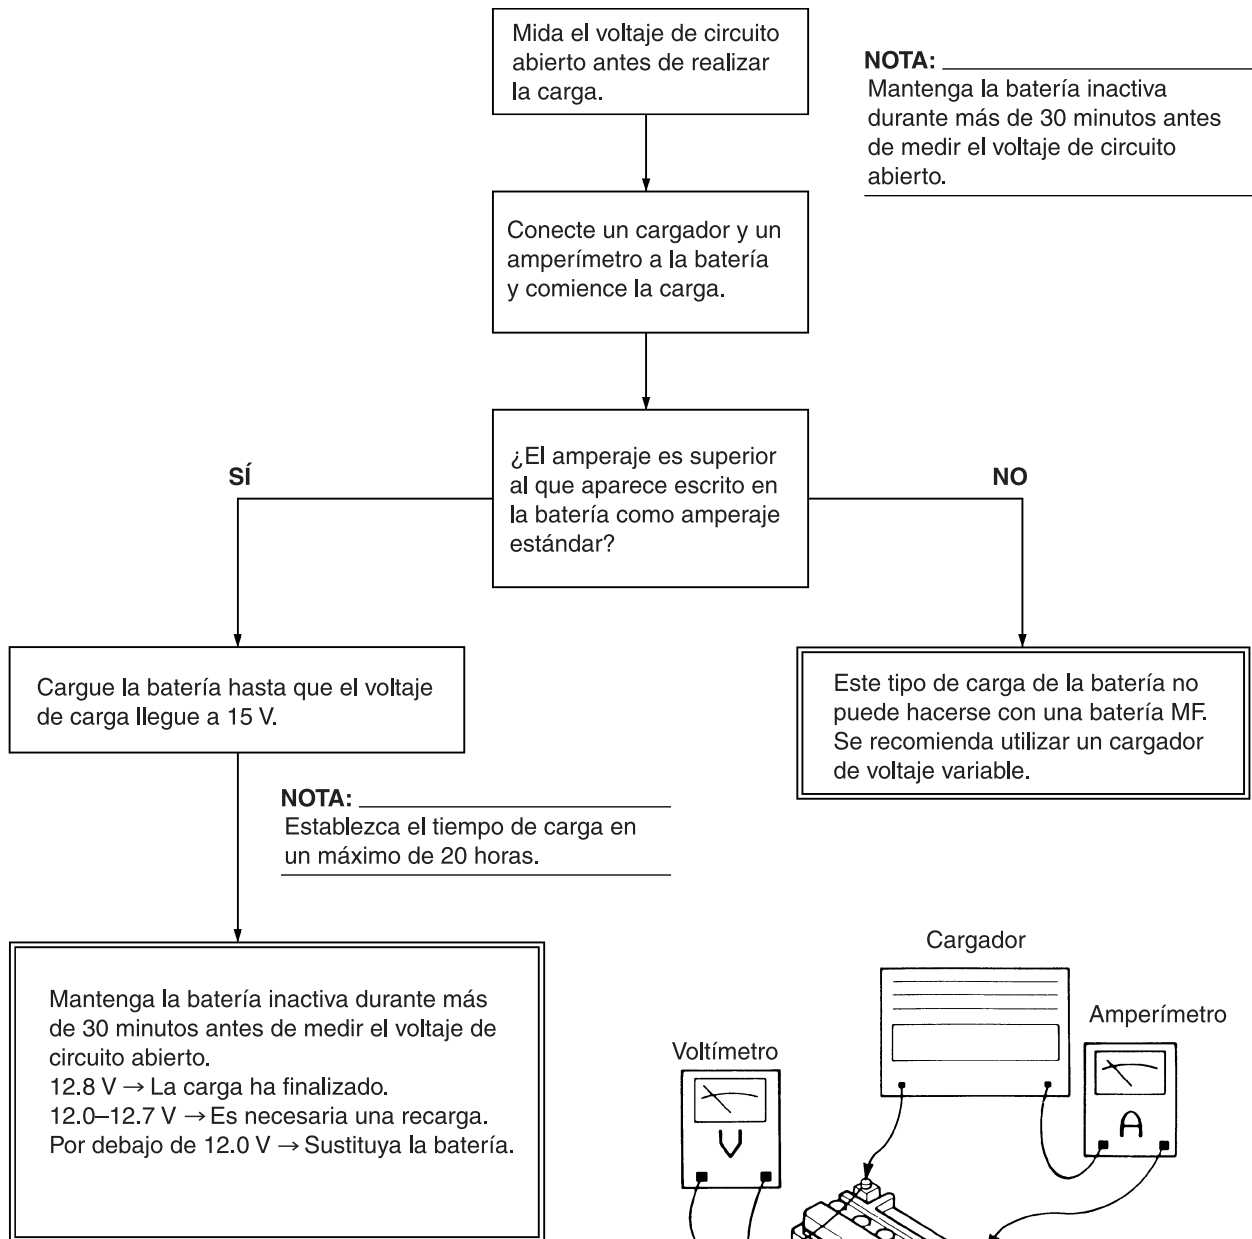 Mida el voltaje de circuito
abierto antes de realizar
la carga.
NOTA:
Mantenga la batería inactiva
durante más de 30 minutos antes
de medir el voltaje de circuito
abierto.
Conecte un cargador y un
amperímetro a la batería
y comience la carga.
¿El amperaje es superior
al que aparece escrito en
la batería como amperaje
estándar?
SÍ
NO
Cargue la batería hasta que el voltaje
de carga llegue a 15 V.
Este tipo de carga de la batería no
puede hacerse con una batería MF.
Se recomienda utilizar un cargador
de voltaje variable.
NOTA:
Establezca el tiempo de carga en
un máximo de 20 horas.
Mantenga la batería inactiva durante más
de 30 minutos antes de medir el voltaje de
circuito abierto.
12.8 V → La carga ha finalizado.
12.0–12.7 V → Es necesaria una recarga.
Por debajo de 12.0 V → Sustituya la batería.
Cargador
Amperímetro
Voltímetro
V
A